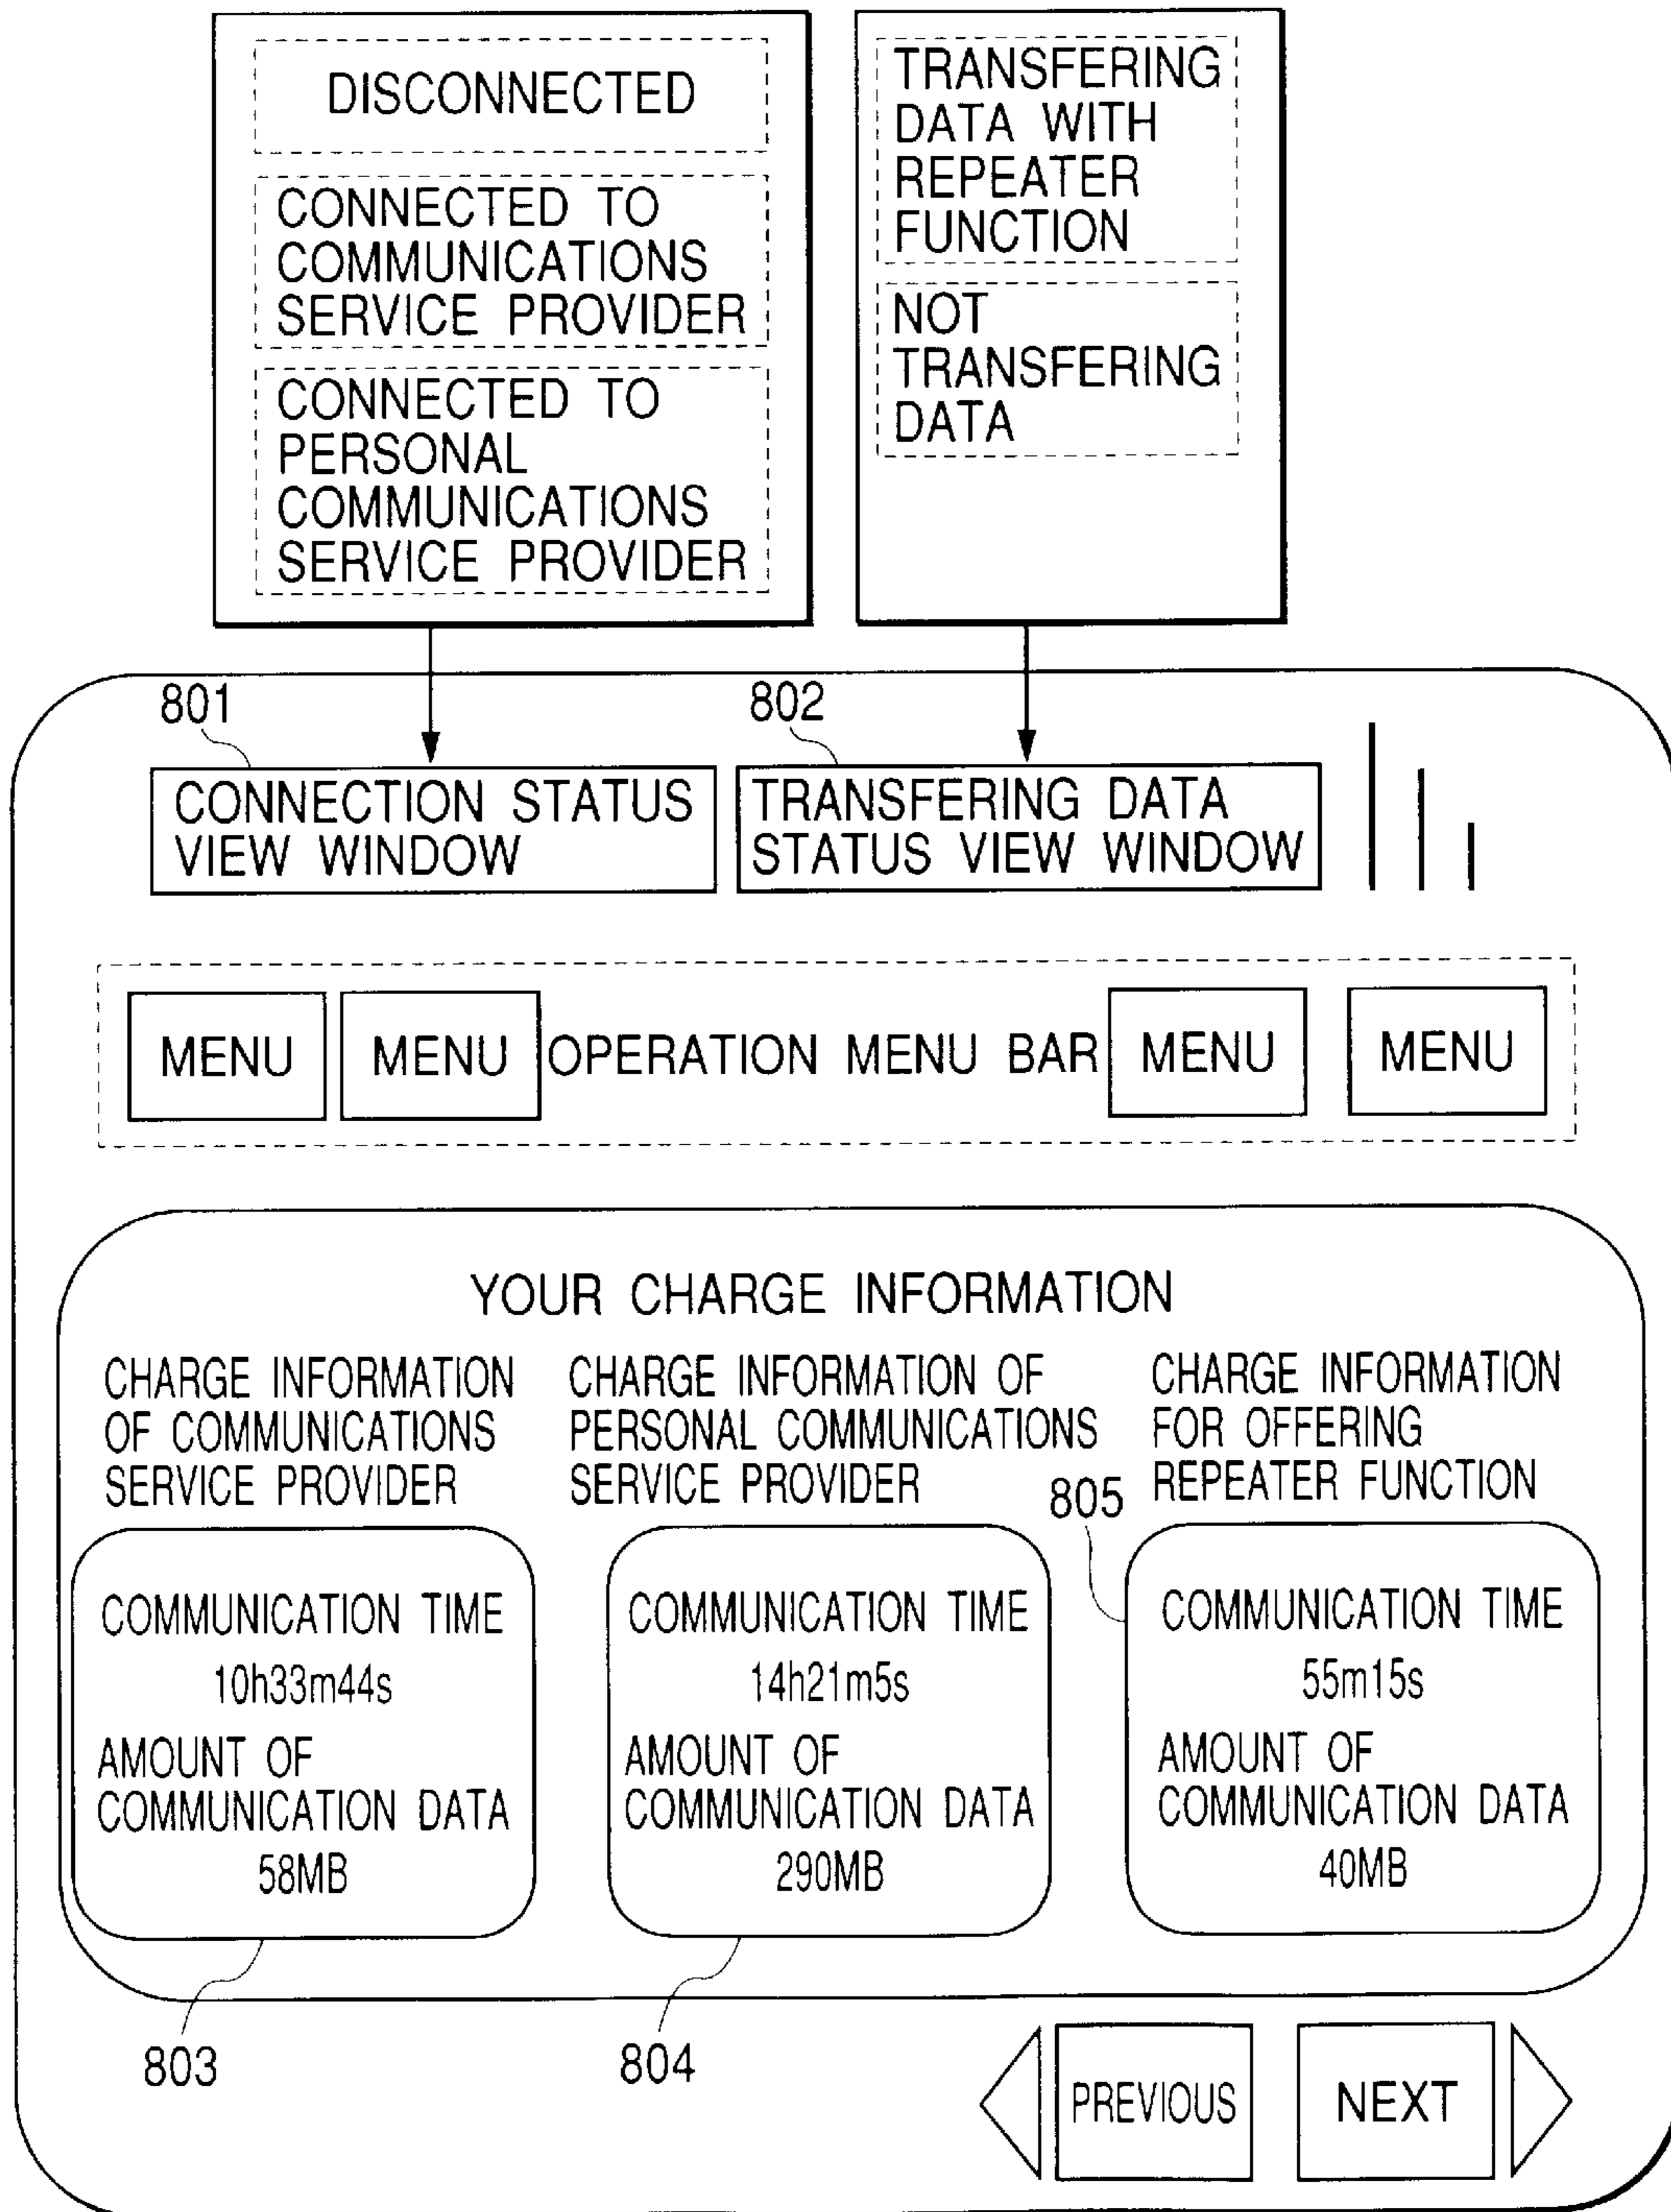 DISCONNECTED
CONNECTED TO
COMMUNICATIONS
SERVICE PROVIDER
CONNECTED TO
PERSONAL
COMMUNICATIONS
SERVICE PROVIDER
TRANSFERING
DATA WITH
REPEATER
FUNCTION
NOT
TRANSFERING
DATA
801
802
CONNECTION STATUS
VIEW WINDOW
TRANSFERING DATA
STATUS VIEW WINDOW
MENU MENU OPERATION MENU BAR MENU MENU
YOUR CHARGE INFORMATION
CHARGE INFORMATION
OF COMMUNICATIONS
SERVICE PROVIDER
CHARGE INFORMATION OF
PERSONAL COMMUNICATIONS
SERVICE PROVIDER
CHARGE INFORMATION
FOR OFFERING
REPEATER FUNCTION
805
COMMUNICATION TIME
10h33m44s
AMOUNT OF
COMMUNICATION DATA
58MB
COMMUNICATION TIME
14h21m5s
AMOUNT OF
COMMUNICATION DATA
290MB
COMMUNICATION TIME
55m15s
AMOUNT OF
COMMUNICATION DATA
40MB
803
804
PREVIOUS
NEXT